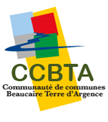 CCBTA
Communauté de communes
Beaucaire Terre d'Argence